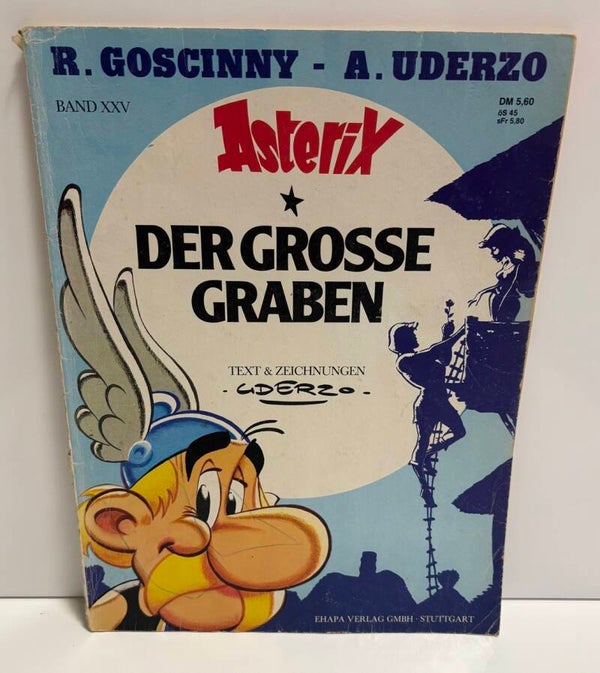 R. GOSCINNY - A. UDERZO
BAND XXV
DM 5,60
öS 45
sFr 5,80
Asterix
DER GROSSE
GRABEN
TEXT & ZEICHNUNGEN
· UDERZO ·
EHAPA VERLAG GMBH · STUTTGART